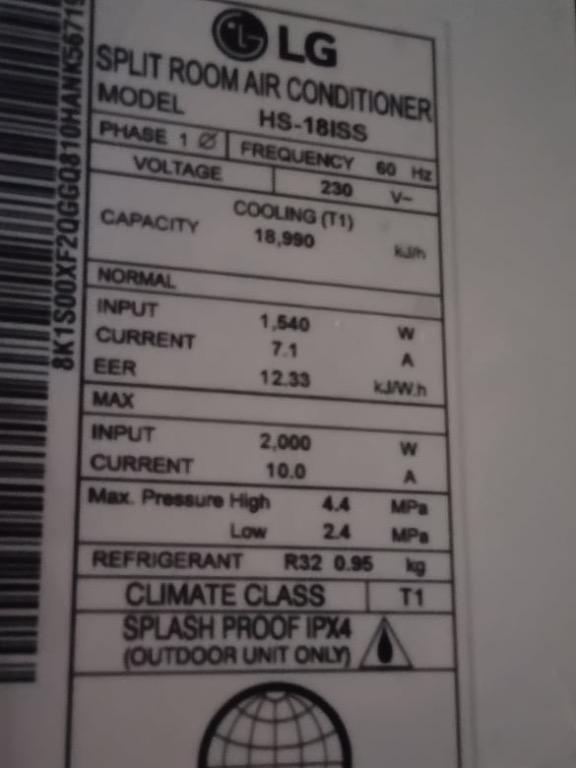 LG
SPLIT ROOM AIR CONDITIONER
MODEL HS-18ISS
PHASE 1 Ø FREQUENCY 60 Hz
VOLTAGE 230 V~
CAPACITY COOLING (T1)
18,990 kJ/h
NORMAL
INPUT 1,540 W
CURRENT 7.1 A
EER 12.33 kJ/W.h
MAX
INPUT 2,000 W
CURRENT 10.0 A
Max. Pressure High 4.4 MPa
Low 2.4 MPa
REFRIGERANT R32 0.95 kg
CLIMATE CLASS T1
SPLASH PROOF IPX4
(OUTDOOR UNIT ONLY)